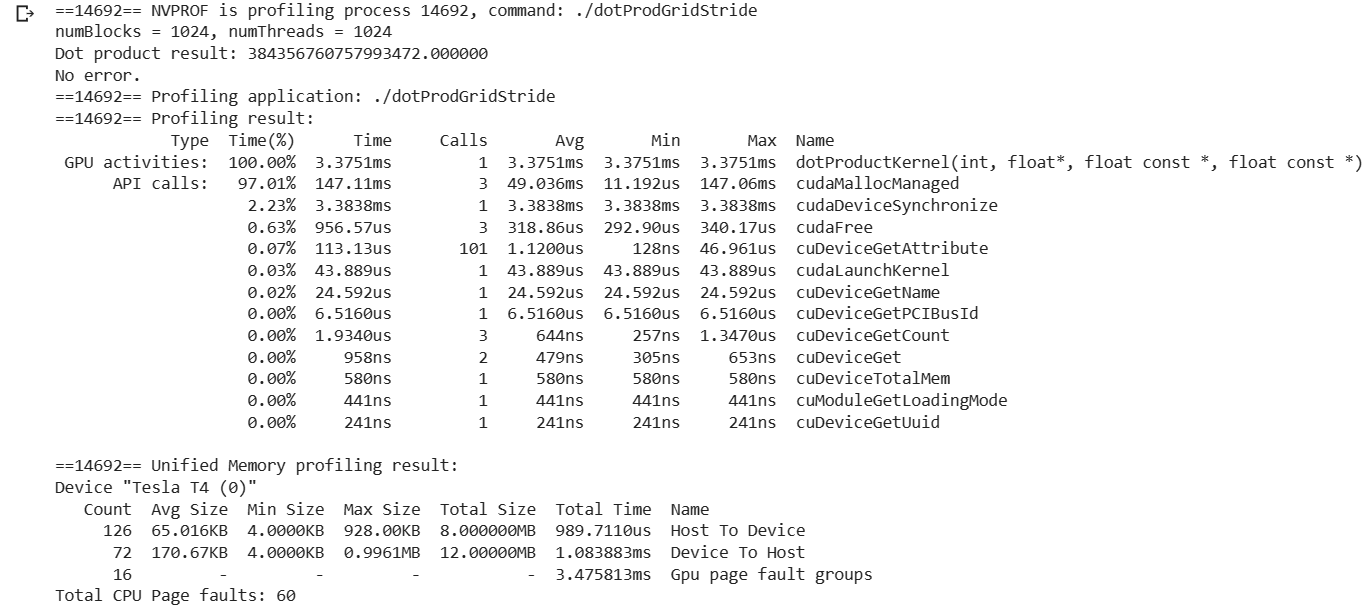 ==14692== NVPROF is profiling process 14692, command: ./dotProdGridStride
numBlocks = 1024, numThreads = 1024
Dot product result: 384356760757993472.000000
No error.
==14692== Profiling application: ./dotProdGridStride
==14692== Profiling result:
            Type  Time(%)      Time     Calls       Avg       Min       Max  Name
 GPU activities:  100.00%  3.3751ms         1  3.3751ms  3.3751ms  3.3751ms  dotProductKernel(int, float*, float const *, float const *)
      API calls:   97.01%  147.11ms         3  49.036ms  11.192us  147.06ms  cudaMallocManaged
                    2.23%  3.3838ms         1  3.3838ms  3.3838ms  3.3838ms  cudaDeviceSynchronize
                    0.63%  956.57us         3  318.86us  292.90us  340.17us  cudaFree
                    0.07%  113.13us       101  1.1200us     128ns  46.961us  cuDeviceGetAttribute
                    0.03%  43.889us         1  43.889us  43.889us  43.889us  cudaLaunchKernel
                    0.02%  24.592us         1  24.592us  24.592us  24.592us  cuDeviceGetName
                    0.00%  6.5160us         1  6.5160us  6.5160us  6.5160us  cuDeviceGetPCIBusId
                    0.00%  1.9340us         3     644ns     257ns  1.3470us  cuDeviceGetCount
                    0.00%     958ns         2     479ns     305ns     653ns  cuDeviceGet
                    0.00%     580ns         1     580ns     580ns     580ns  cuDeviceTotalMem
                    0.00%     441ns         1     441ns     441ns     441ns  cuModuleGetLoadingMode
                    0.00%     241ns         1     241ns     241ns     241ns  cuDeviceGetUuid
==14692== Unified Memory profiling result:
Device "Tesla T4 (0)"
   Count  Avg Size  Min Size  Max Size  Total Size  Total Time  Name
     126  65.016KB  4.0000KB  928.00KB  8.000000MB  989.7110us  Host To Device
      72  170.67KB  4.0000KB  0.9961MB  12.00000MB  1.083883ms  Device To Host
      16         -         -         -           -  3.475813ms  Gpu page fault groups
Total CPU Page faults: 60